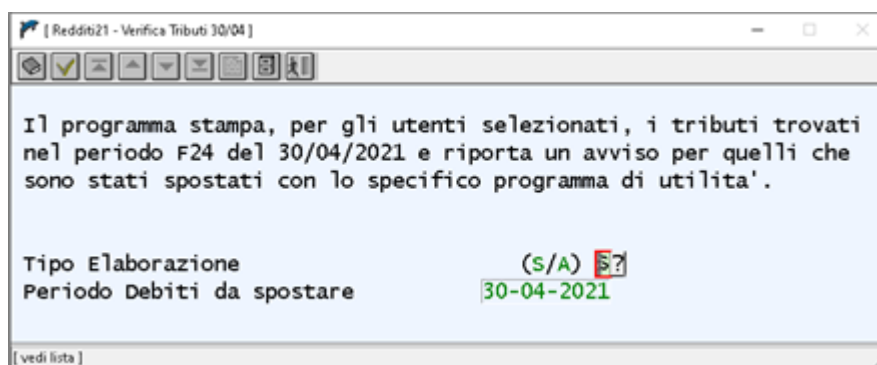 [ Redditi21 - Verifica Tributi 30/04 ]
Il programma stampa, per gli utenti selezionati, i tributi trovati
nel periodo F24 del 30/04/2021 e riporta un avviso per quelli che
sono stati spostati con lo specifico programma di utilita'.
Tipo Elaborazione (S/A) S?
Periodo Debiti da spostare 30-04-2021
[ vedi lista ]